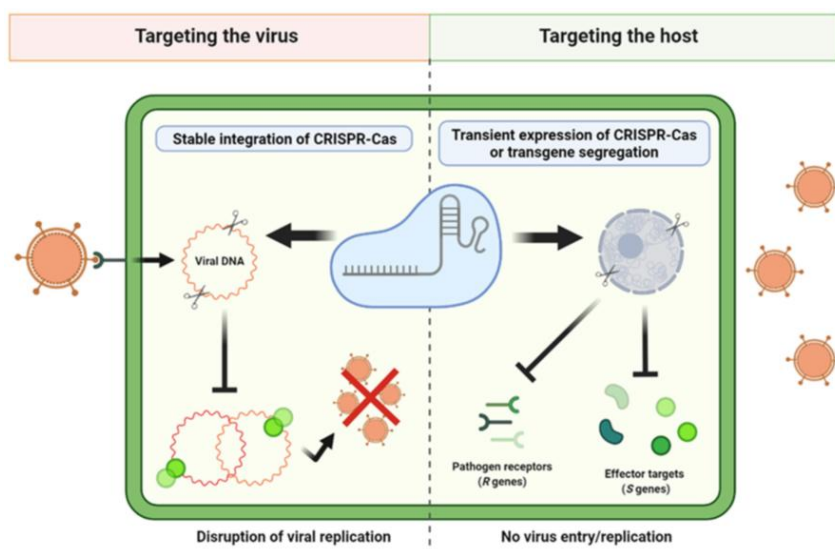 Targeting the virus
Targeting the host
Stable integration of CRISPR-Cas
Transient expression of CRISPR-Cas
or transgene segregation
Viral DNA
Pathogen receptors
(R genes)
Effector targets
(S genes)
Disruption of viral replication
No virus entry/replication